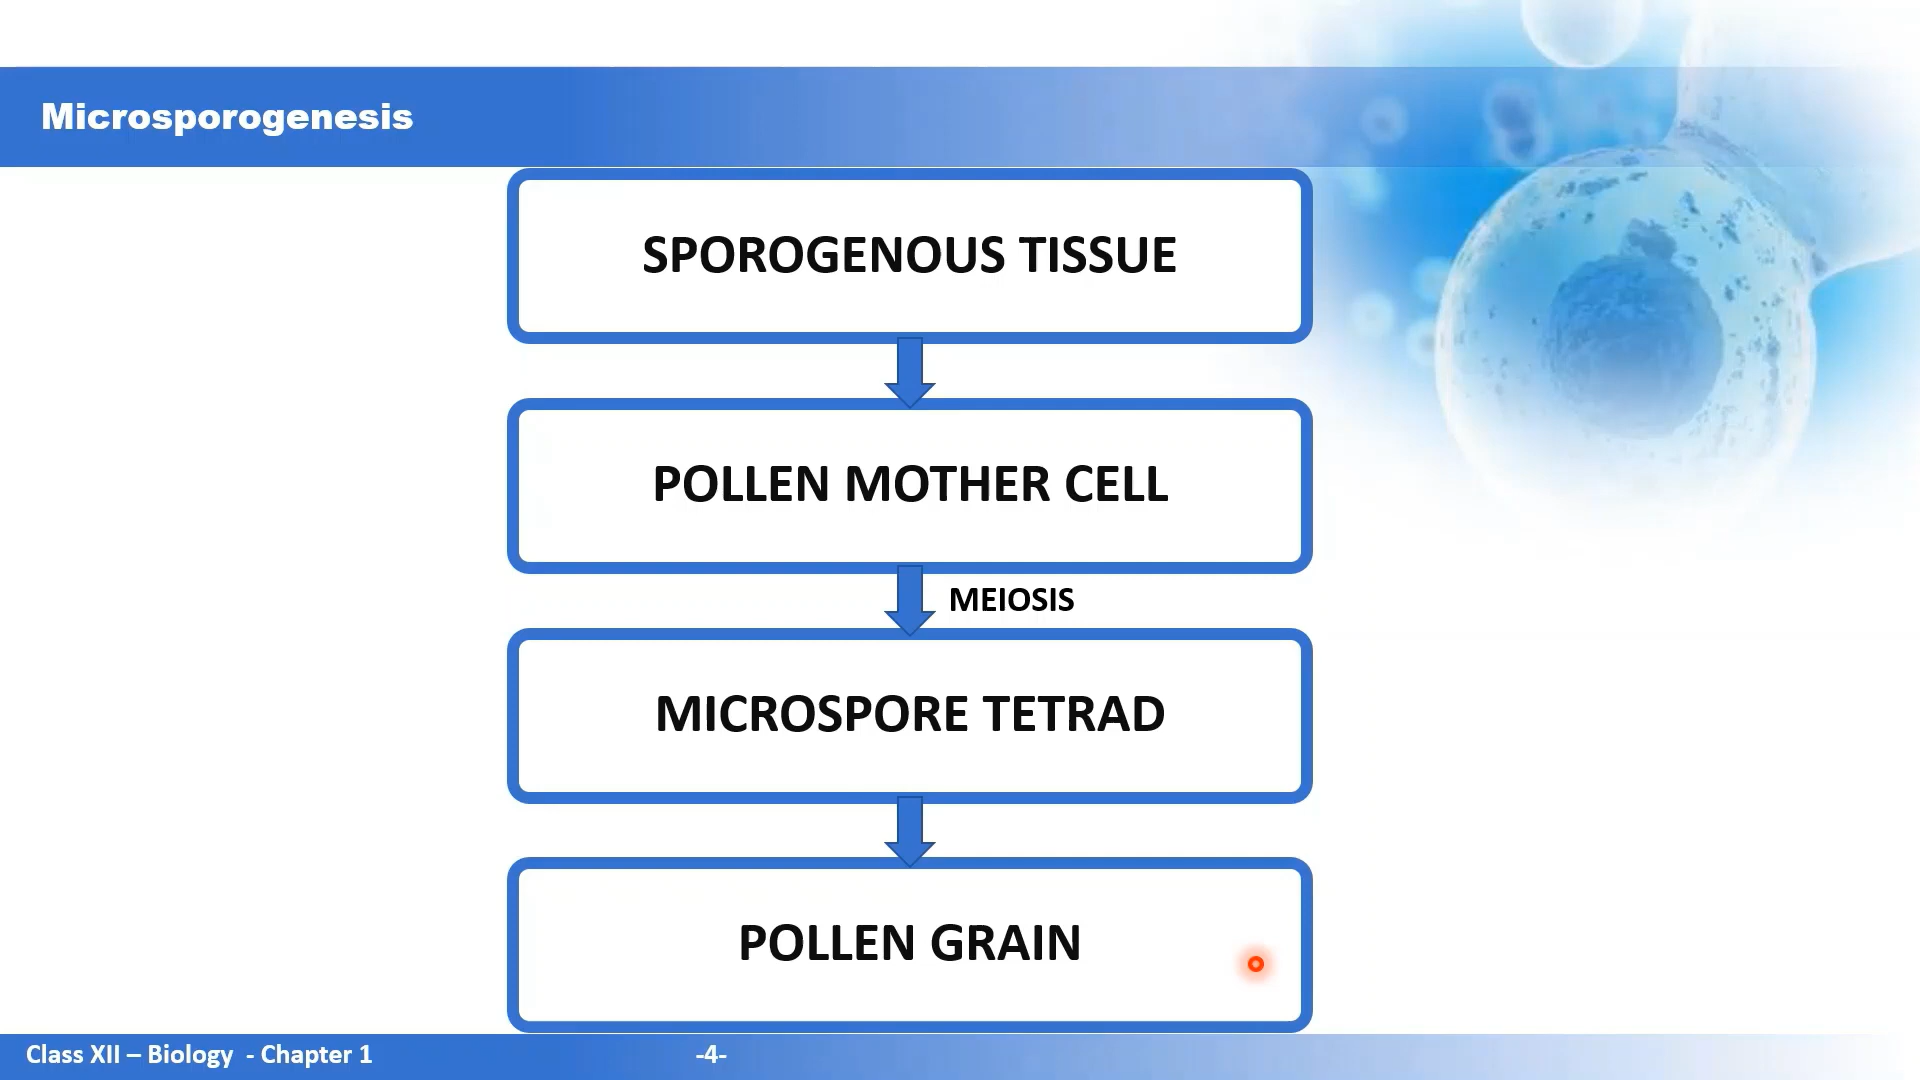 Microsporogenesis
SPOROGENOUS TISSUE
POLLEN MOTHER CELL
MEIOSIS
MICROSPORE TETRAD
POLLEN GRAIN
Class XII – Biology - Chapter 1
-4-